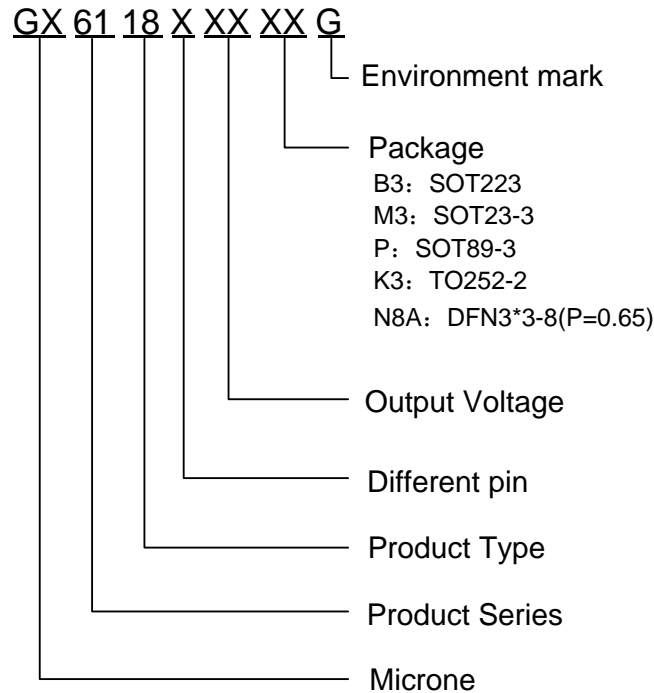 GX 61 18 X XX XX G
Environment mark
Package
B3：SOT223
M3：SOT23-3
P：SOT89-3
K3：TO252-2
N8A：DFN3*3-8(P=0.65)
Output Voltage
Different pin
Product Type
Product Series
Microne